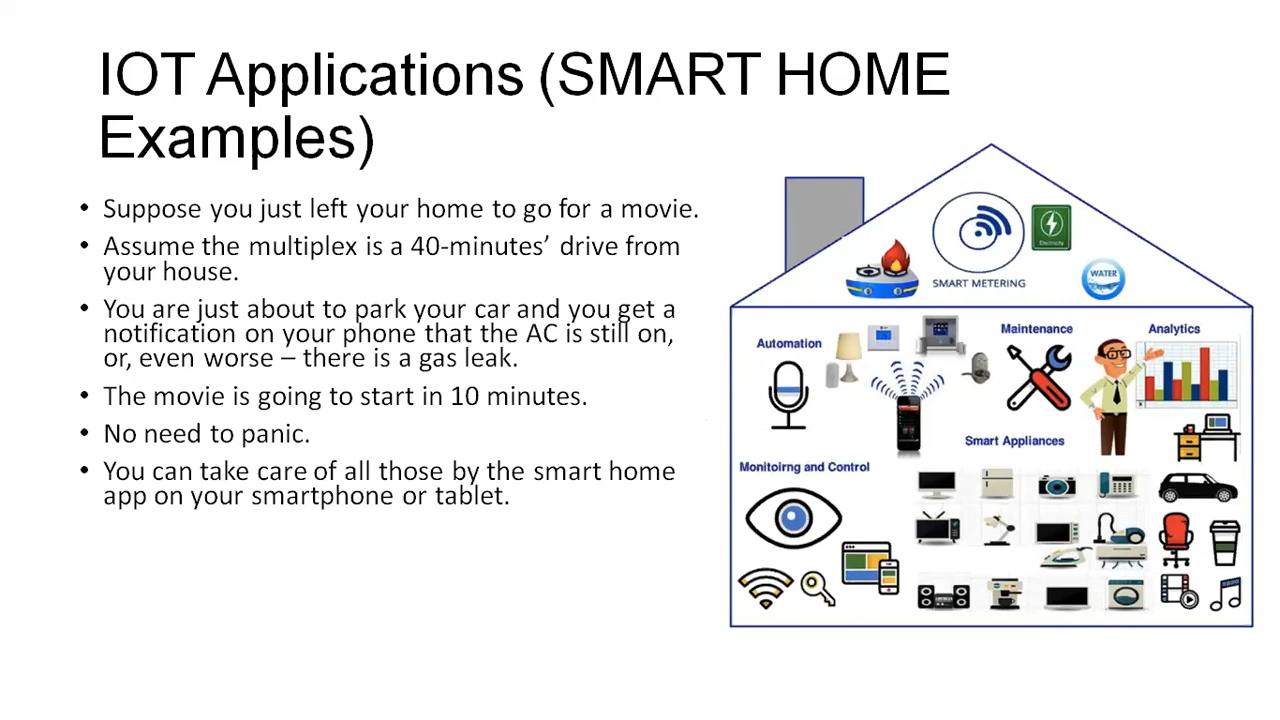 IOT Applications (SMART HOME
Examples)
• Suppose you just left your home to go for a movie.
• Assume the multiplex is a 40-minutes’ drive from
your house.
• You are just about to park your car and you get a
notification on your phone that the AC is still on,
or, even worse – there is a gas leak.
• The movie is going to start in 10 minutes.
• No need to panic.
• You can take care of all those by the smart home
app on your smartphone or tablet.
Electricity
WATER
SMART METERING
Automation
Maintenance
Analytics
Smart Appliances
Monitoirng and Control